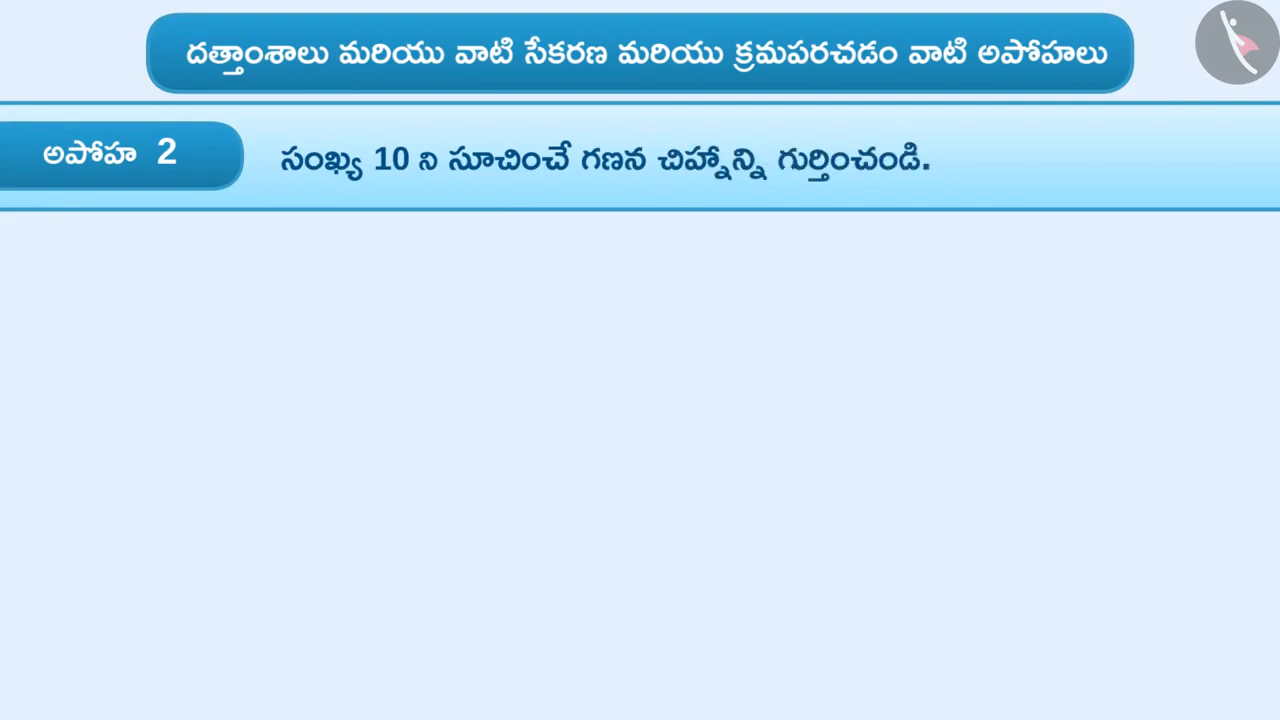 దత్తాంశాలు మరియు వాటి సేకరణ మరియు క్రమపరచడం వాటి అపోహలు
అపోహ 2
సంఖ్య 10 ని సూచించే గణన చిహ్నాన్ని గుర్తించండి.